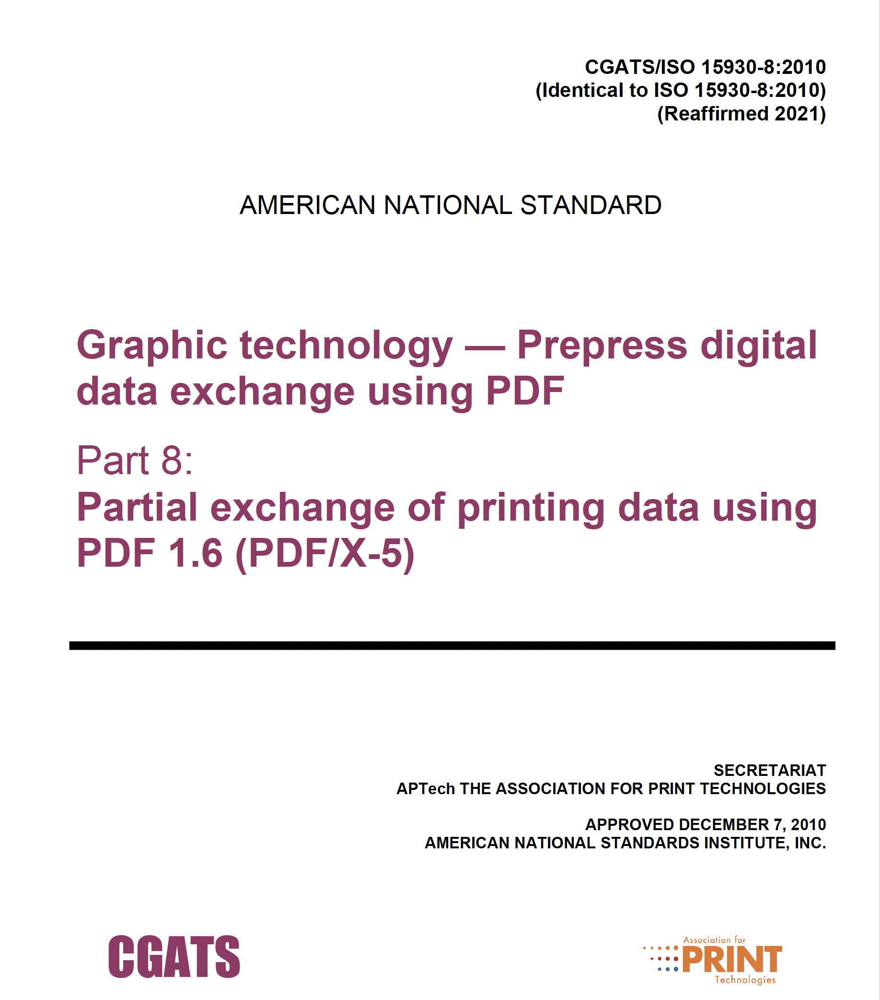 CGATS/ISO 15930-8:2010
(Identical to ISO 15930-8:2010)
(Reaffirmed 2021)
AMERICAN NATIONAL STANDARD
Graphic technology — Prepress digital
data exchange using PDF
Part 8:
Partial exchange of printing data using
PDF 1.6 (PDF/X-5)
SECRETARIAT
APTech THE ASSOCIATION FOR PRINT TECHNOLOGIES
APPROVED DECEMBER 7, 2010
AMERICAN NATIONAL STANDARDS INSTITUTE, INC.
CGATS
Association for
PRINT
Technologies